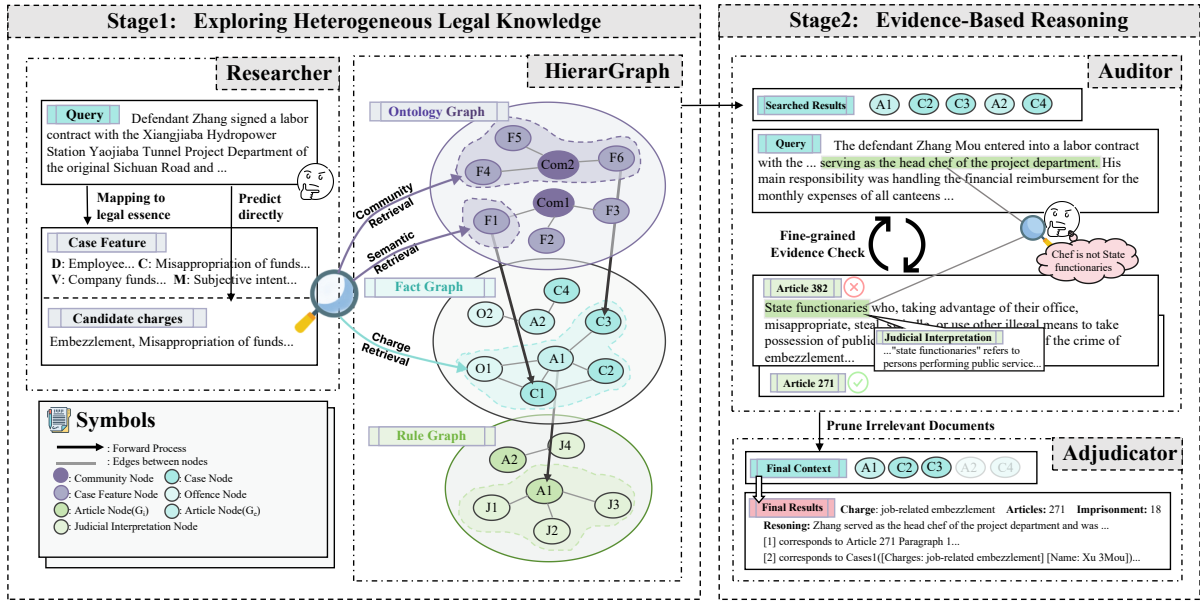 Stage1: Exploring Heterogeneous Legal Knowledge
Researcher
Query Defendant Zhang signed a labor
contract with the Xiangjiaba Hydropower
Station Yaojiaba Tunnel Project Department of
the original Sichuan Road and ...
Mapping to
legal essence
Predict
directly
Case Feature
D: Employee... C: Misappropriation of funds...
V: Company funds... M: Subjective intent...
Candidate charges
Embezzlement, Misappropriation of funds...
Symbols
: Forward Process
: Edges between nodes
: Community Node
: Case Node
: Case Feature Node
: Offence Node
: Article Node(Gₗ)
: Article Node(G꜀)
: Judicial Interpretation Node
Community
Retrieval
Semantic
Retrieval
Charge
Retrieval
HierarGraph
Ontology Graph
F5
Com2
F6
F4
Com1
F1
F3
F2
Fact Graph
C4
O2
A2
C3
A1
O1
C2
C1
Rule Graph
J4
A2
A1
J1
J3
J2
Stage2: Evidence-Based Reasoning
Auditor
Searched Results A1 C2 C3 A2 C4
Query The defendant Zhang Mou entered into a labor contract
with the ... serving as the head chef of the project department. His
main responsibility was handling the financial reimbursement for the
monthly expenses of all canteens ...
Fine-grained
Evidence Check
Chef is not State
functionaries
Article 382
State functionaries who, taking advantage of their office,
misappropriate, steal, or use other illegal means to take
possession of of the crime of
embezzlement...
Judicial Interpretation
..."state functionaries" refers to
persons performing public service...
Article 271
Prune Irrelevant Documents
Adjudicator
Final Context A1 C2 C3 A2 C4
Final Results Charge: job-related embezzlement Articles: 271 Imprisonment: 18
Resoning: Zhang served as the head chef of the project department and was ...
[1] corresponds to Article 271 Paragraph 1...
[2] corresponds to Cases1([Charges: job-related embezzlement] [Name: Xu 3Mou])...